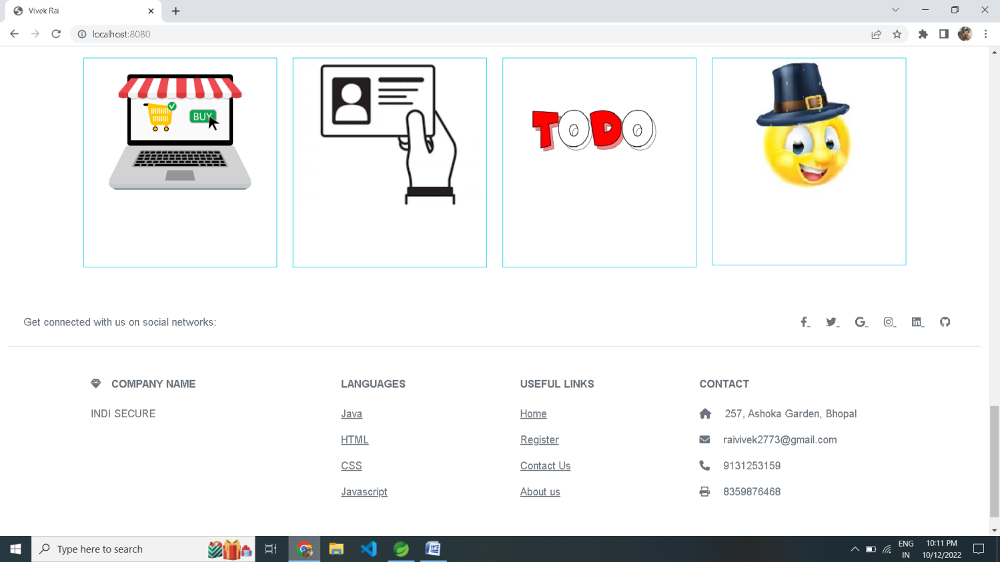 Vivek Rai
localhost:8080
BUY
TODO
Get connected with us on social networks:
COMPANY NAME
INDI SECURE
LANGUAGES
Java
HTML
CSS
Javascript
USEFUL LINKS
Home
Register
Contact Us
About us
CONTACT
257, Ashoka Garden, Bhopal
raivivek2773@gmail.com
9131253159
8359876468
Type here to search
ENG
IN
10:11 PM
10/12/2022